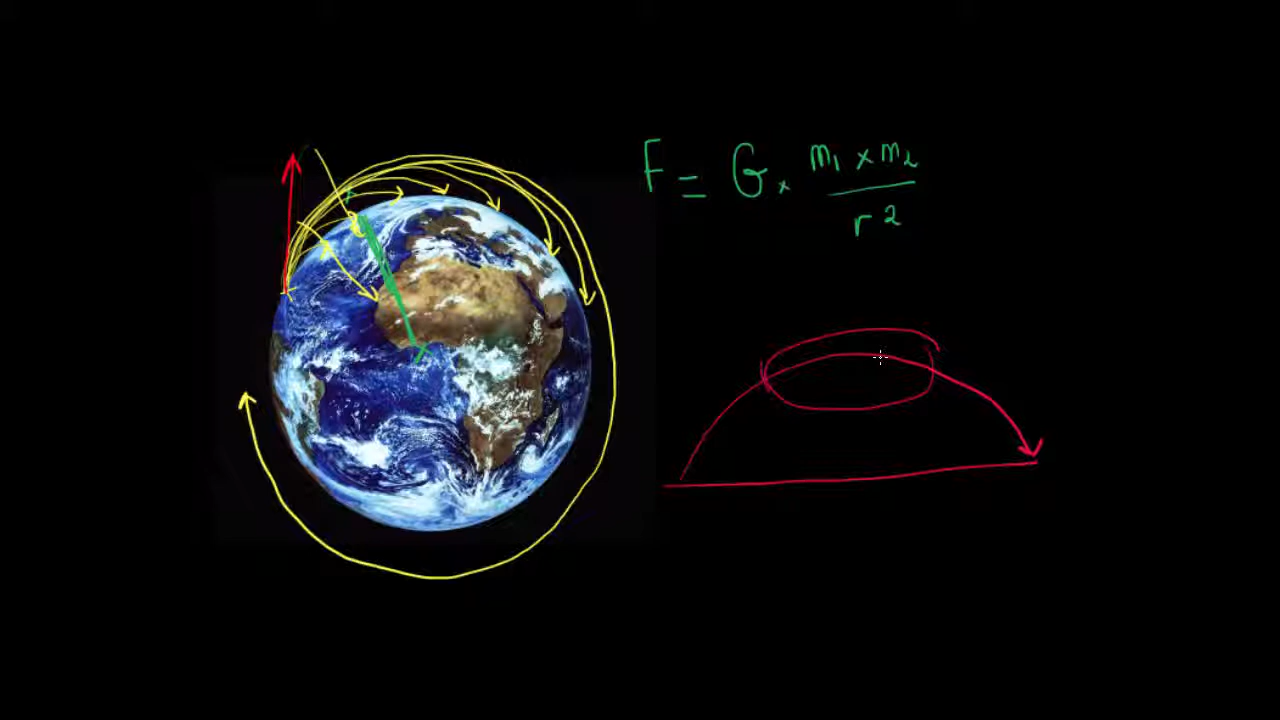 F = G × m₁ × m₂
r²